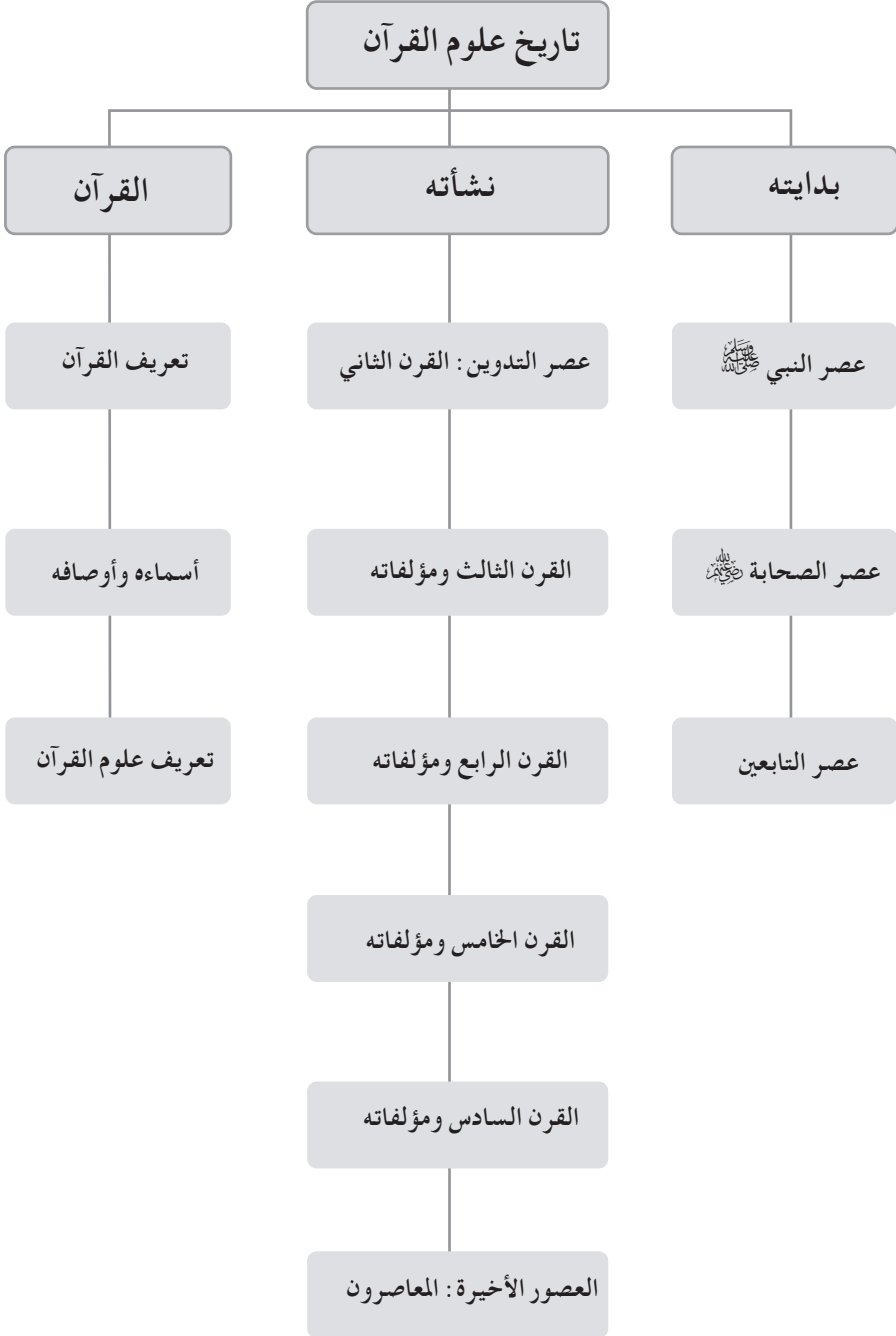 تاريخ علوم القرآن
بدايته
نشأته
القرآن
عصر النبي ﷺ
عصر التدوين : القرن الثاني
تعريف القرآن
عصر الصحابة رضي الله عنهم
القرن الثالث ومؤلفاته
أسماءه وأوصافه
عصر التابعين
القرن الرابع ومؤلفاته
تعريف علوم القرآن
القرن الخامس ومؤلفاته
القرن السادس ومؤلفاته
العصور الأخيرة : المعاصرون